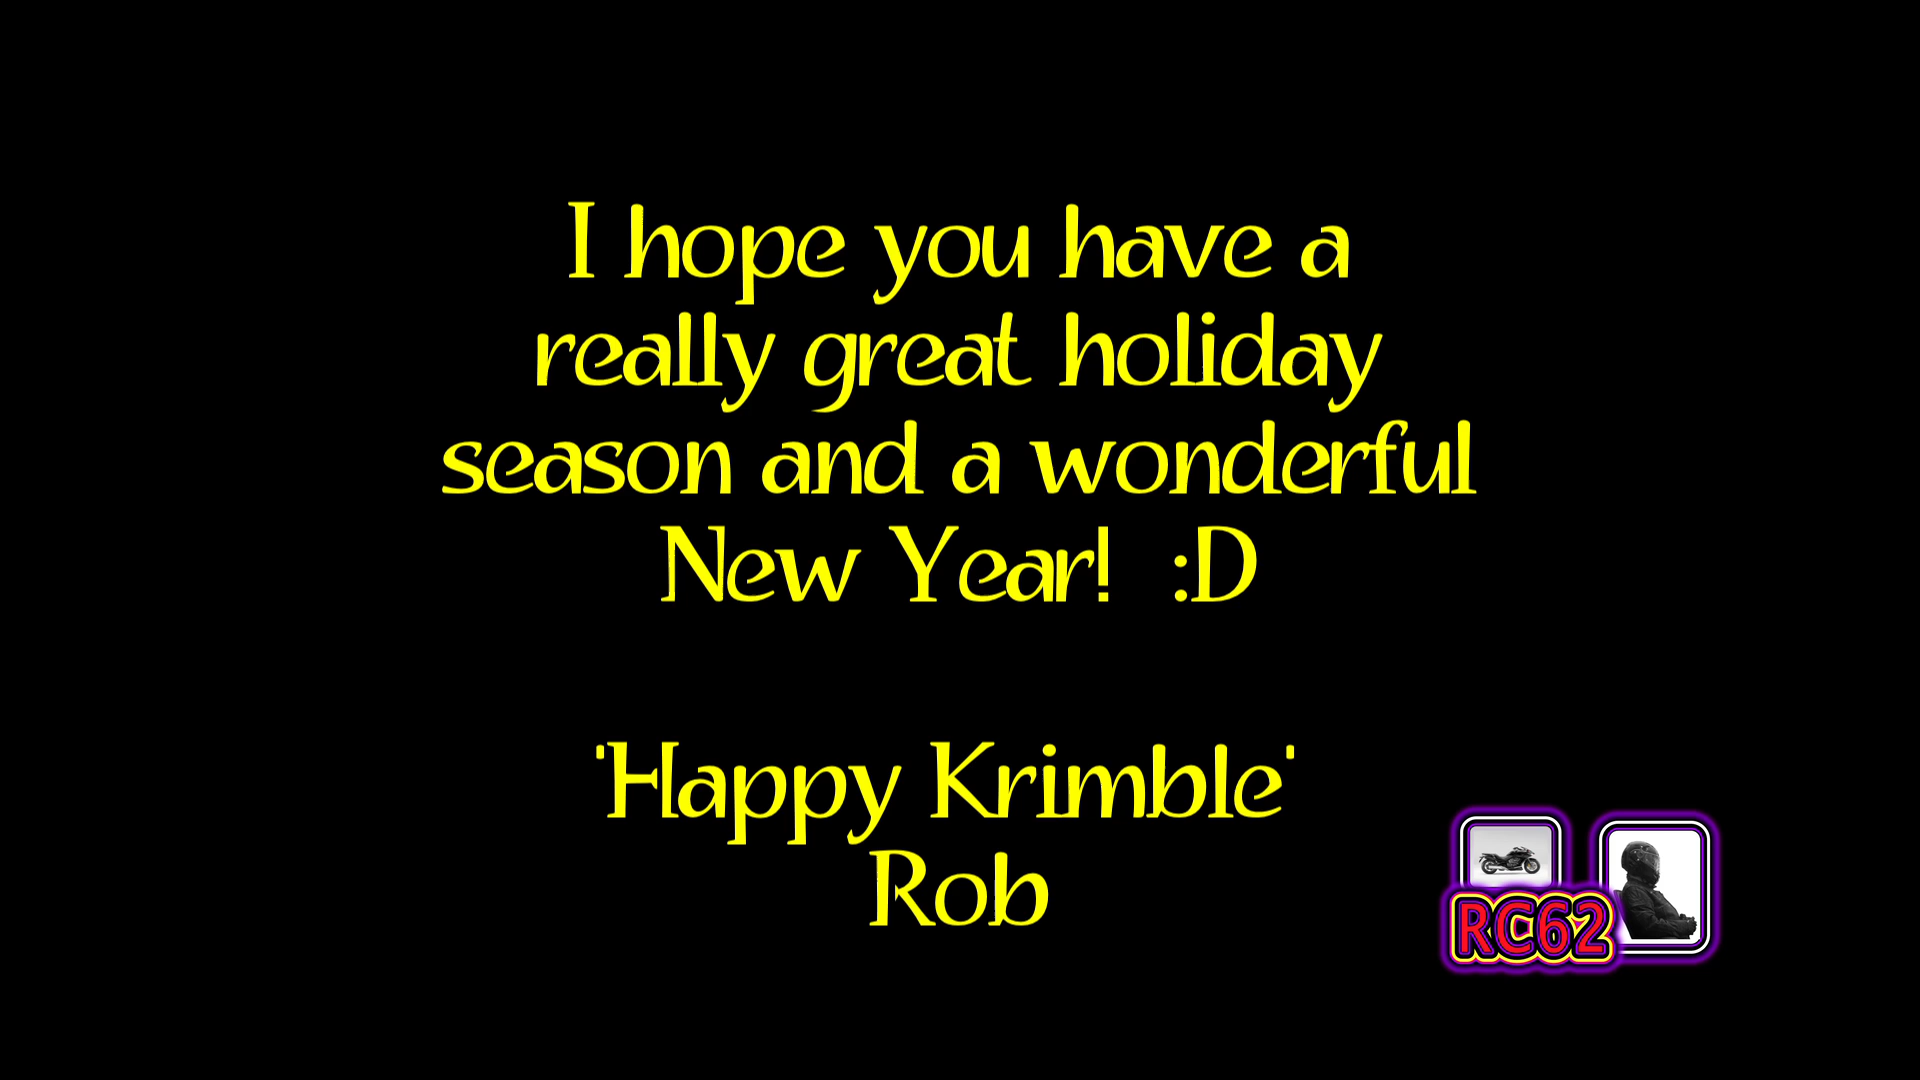 I hope you have a
really great holiday
season and a wonderful
New Year!  :D
'Happy Krimble'
Rob
RC62